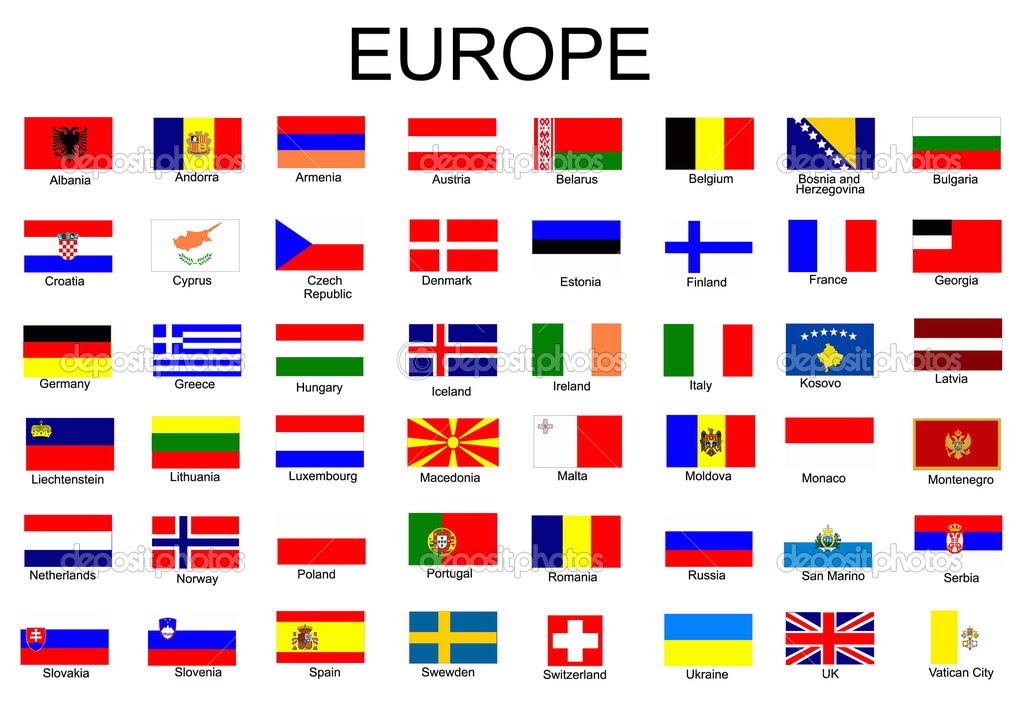 EUROPE
Albania
Andorra
Armenia
Austria
Belarus
Belgium
Bosnia and
Herzegovina
Bulgaria
depositphotos
depositphotos
depositphotos
Croatia
Cyprus
Czech
Republic
Denmark
Estonia
Finland
France
Georgia
Germany
Greece
Hungary
Iceland
Ireland
Italy
Kosovo
Latvia
depositphotos
© depositphotos
depositphotos
Liechtenstein
Lithuania
Luxembourg
Macedonia
Malta
Moldova
Monaco
Montenegro
Netherlands
Norway
Poland
Portugal
Romania
Russia
San Marino
Serbia
depositphotos
depositphotos
depositphotos
Slovakia
Slovenia
Spain
Swewden
Switzerland
Ukraine
UK
Vatican City